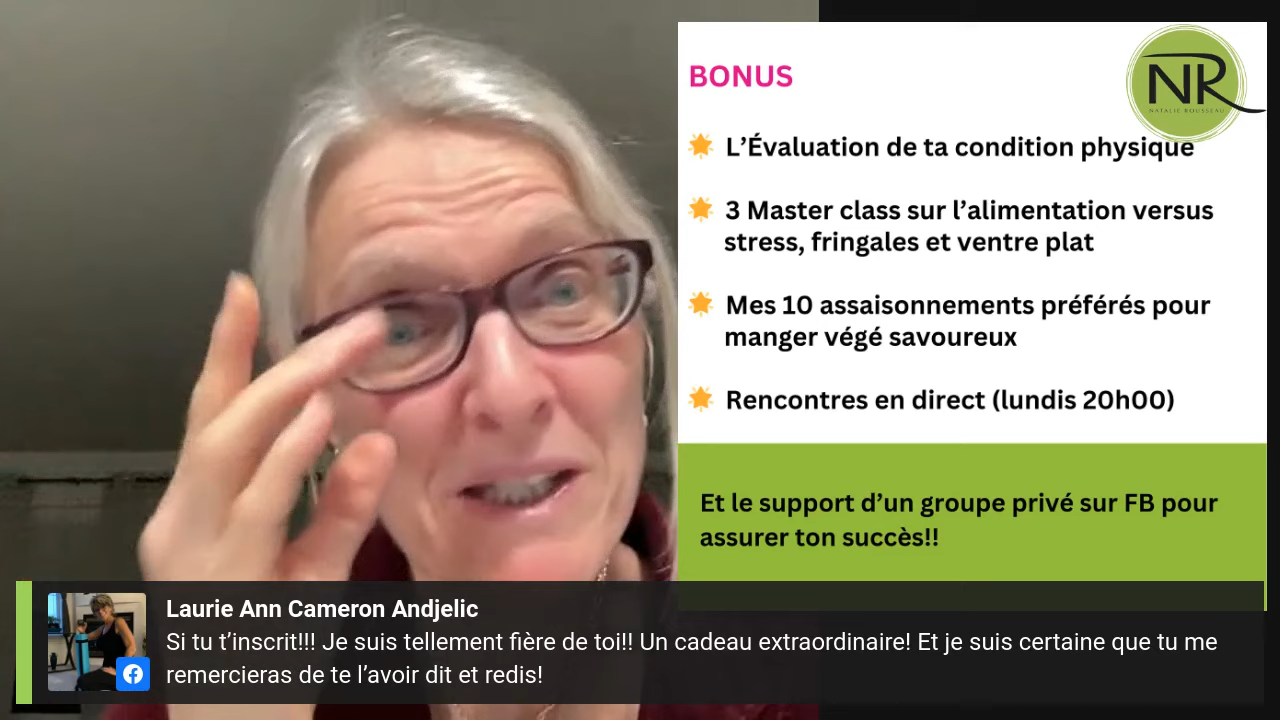 BONUS
NR
NATALIE ROUSSEAU
L’Évaluation de ta condition physique
3 Master class sur l’alimentation versus
stress, fringales et ventre plat
Mes 10 assaisonnements préférés pour
manger végé savoureux
Rencontres en direct (lundis 20h00)
Et le support d’un groupe privé sur FB pour
assurer ton succès!!
Laurie Ann Cameron Andjelic
Si tu t’inscrit!!! Je suis tellement fière de toi!! Un cadeau extraordinaire! Et je suis certaine que tu me
remercieras de te l’avoir dit et redis!